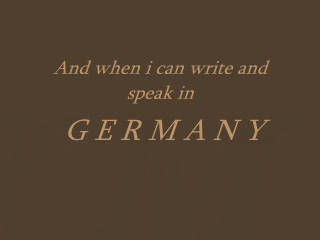 And when i can write and
speak in
G E R M A N Y